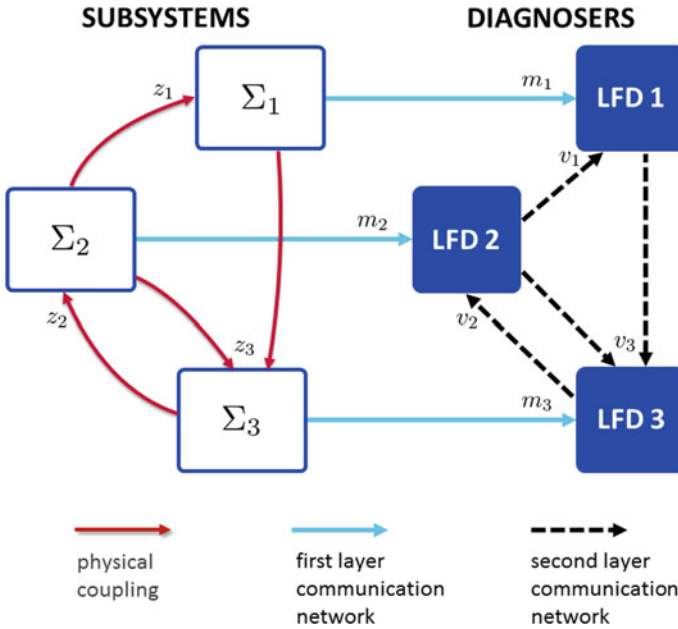 SUBSYSTEMS DIAGNOSERS
z₁ Σ₁ m₁ LFD 1
v₁
Σ₂ m₂ LFD 2
z₂ z₃ v₂ v₃
Σ₃ m₃ LFD 3
physical
coupling
first layer
communication
network
second layer
communication
network